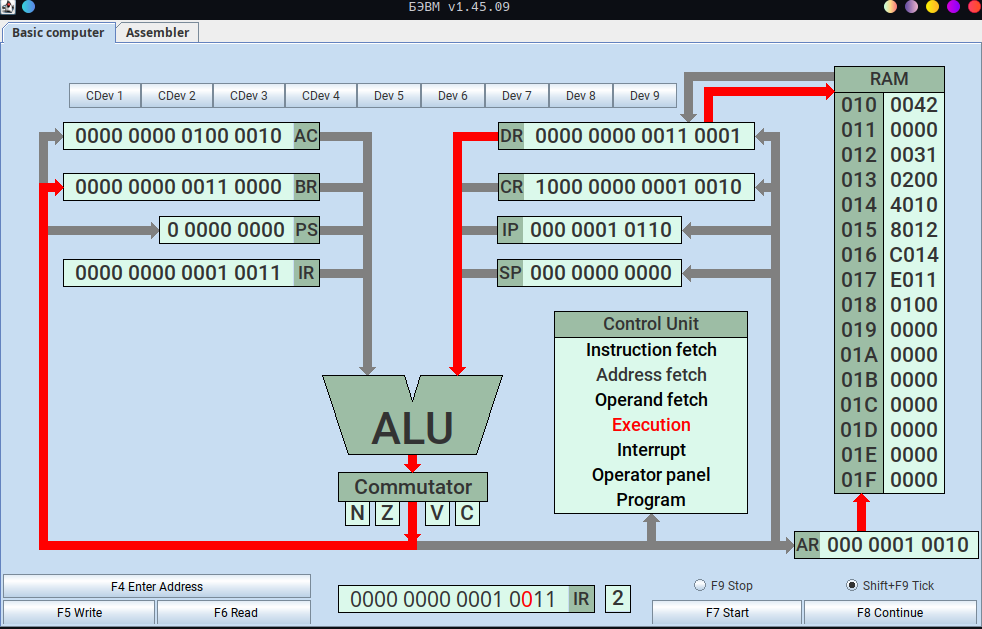 БЭВМ v1.45.09
Basic computer Assembler
CDev 1 CDev 2 CDev 3 CDev 4 Dev 5 Dev 6 Dev 7 Dev 8 Dev 9
0000 0000 0100 0010 AC
0000 0000 0011 0000 BR
0 0000 0000 PS
0000 0000 0001 0011 IR
DR 0000 0000 0011 0001
CR 1000 0000 0001 0010
IP 000 0001 0110
SP 000 0000 0000
RAM
010 0042
011 0000
012 0031
013 0200
014 4010
015 8012
016 C014
017 E011
018 0100
019 0000
01A 0000
01B 0000
01C 0000
01D 0000
01E 0000
01F 0000
Control Unit
Instruction fetch
Address fetch
Operand fetch
Execution
Interrupt
Operator panel
Program
ALU
Commutator
N Z V C
AR 000 0001 0010
F4 Enter Address
F5 Write F6 Read
0000 0000 0001 0011 IR 2
F9 Stop Shift+F9 Tick
F7 Start F8 Continue